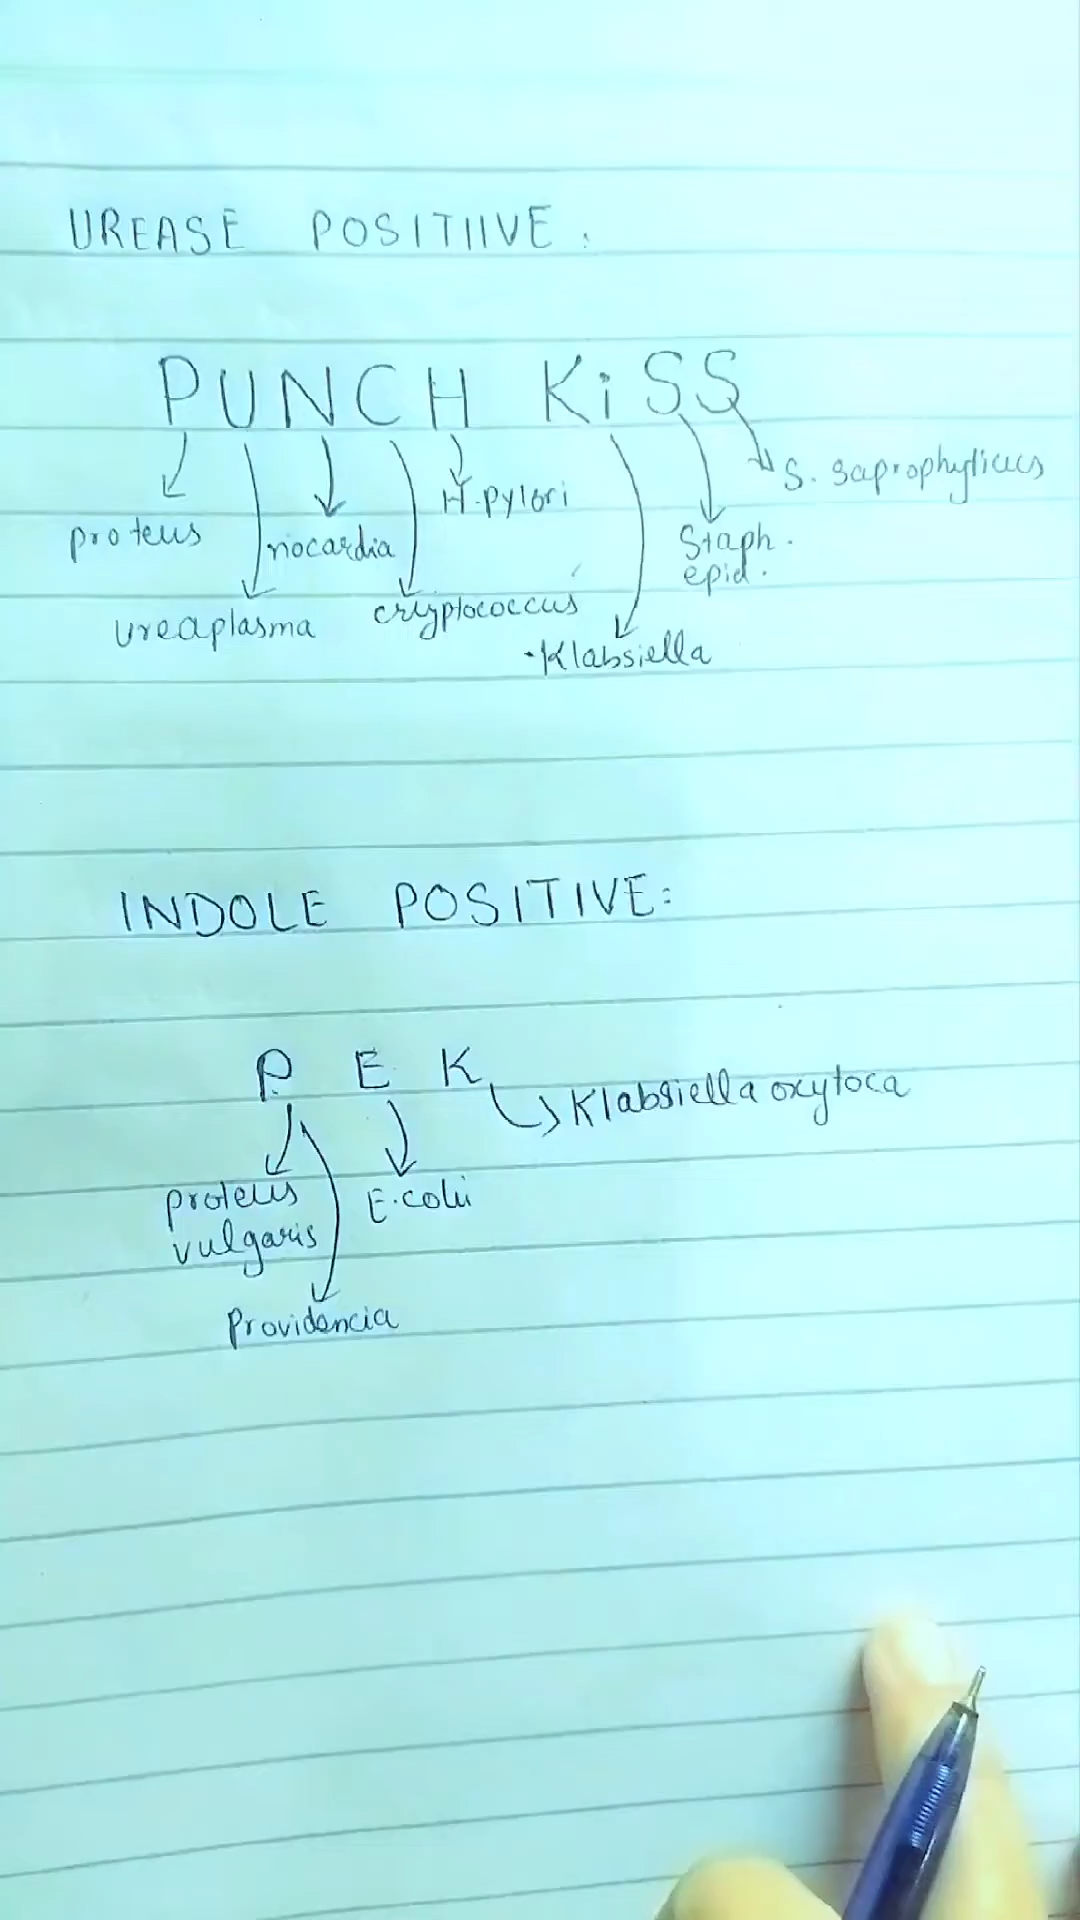 UREASE POSITIIVE :
PUNCH KiSS
S. saprophyticus
H. pylori
proteus
nocardia
Staph.
epid.
ureaplasma
cryptococcus
Klabsiella
INDOLE POSITIVE:
P E K
Klabsiella oxytoca
proteus
vulgaris
E. coli
Providencia